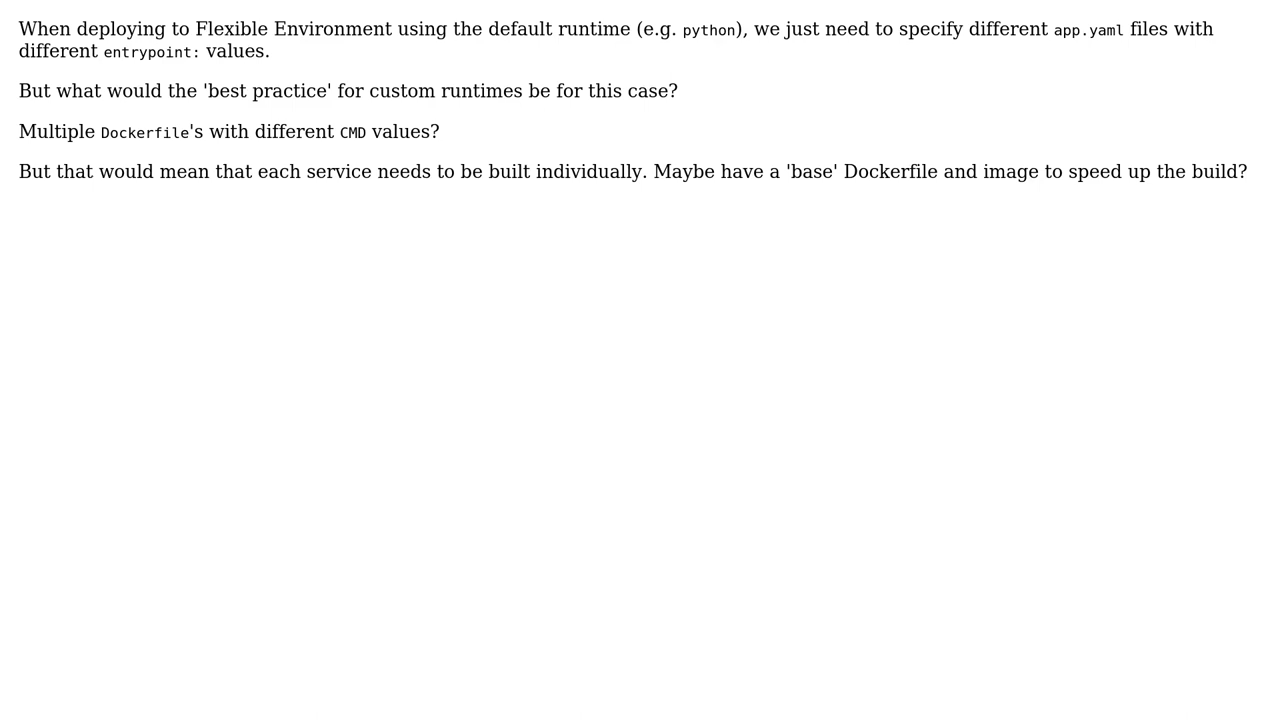 When deploying to Flexible Environment using the default runtime (e.g. python), we just need to specify different app.yaml files with
different entrypoint: values.
But what would the 'best practice' for custom runtimes be for this case?
Multiple Dockerfile's with different CMD values?
But that would mean that each service needs to be built individually. Maybe have a 'base' Dockerfile and image to speed up the build?